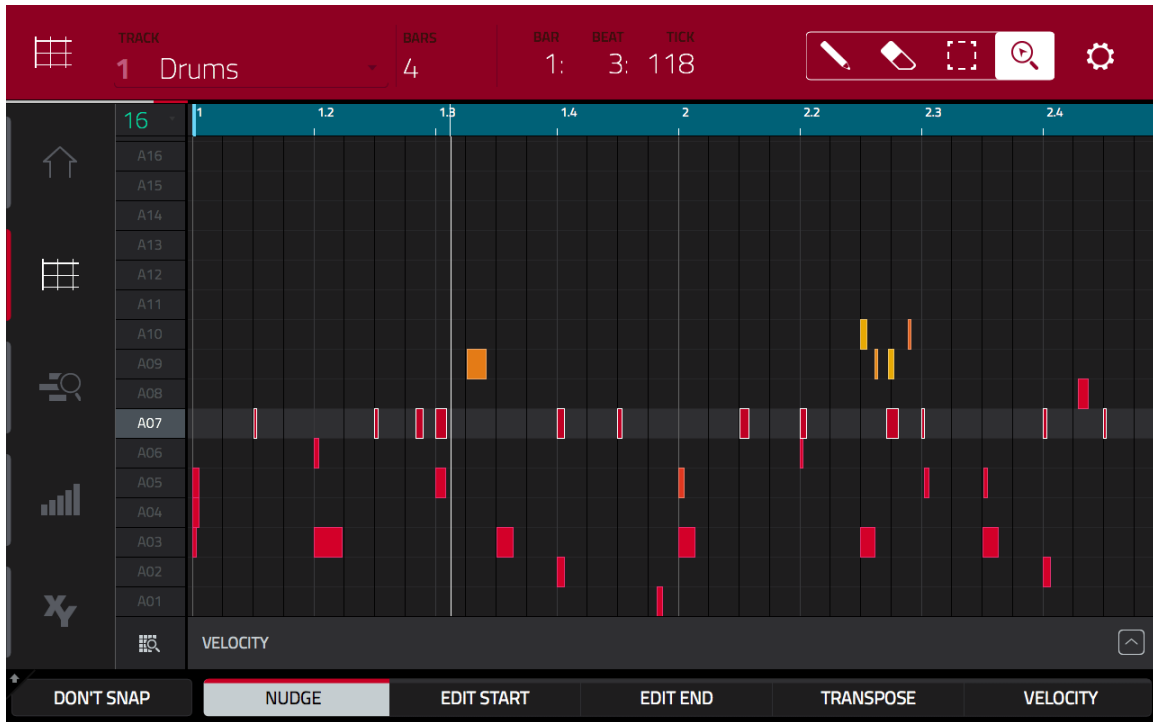 TRACK BARS BAR BEAT TICK
1 Drums 4 1: 3: 118
16 1 1.2 1.3 1.4 2 2.2 2.3 2.4
A16
A15
A14
A13
A12
A11
A10
A09
A08
A07
A06
A05
A04
A03
A02
A01
XY
VELOCITY
DON'T SNAP NUDGE EDIT START EDIT END TRANSPOSE VELOCITY